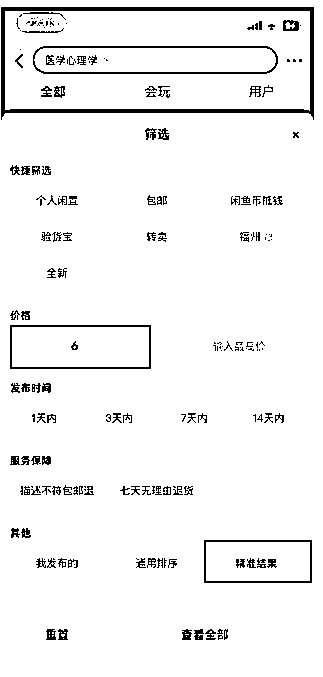 医学心理学
全部 会玩 用户
筛选 ×
快捷筛选
个人闲置 包邮 闲鱼币抵钱
验货宝 转卖 福州
全新
价格
6 输入最高价
发布时间
1天内 3天内 7天内 14天内
服务保障
描述不符包邮退 七天无理由退货
其他
我发布的 通用排序 精准结果
重置 查看全部